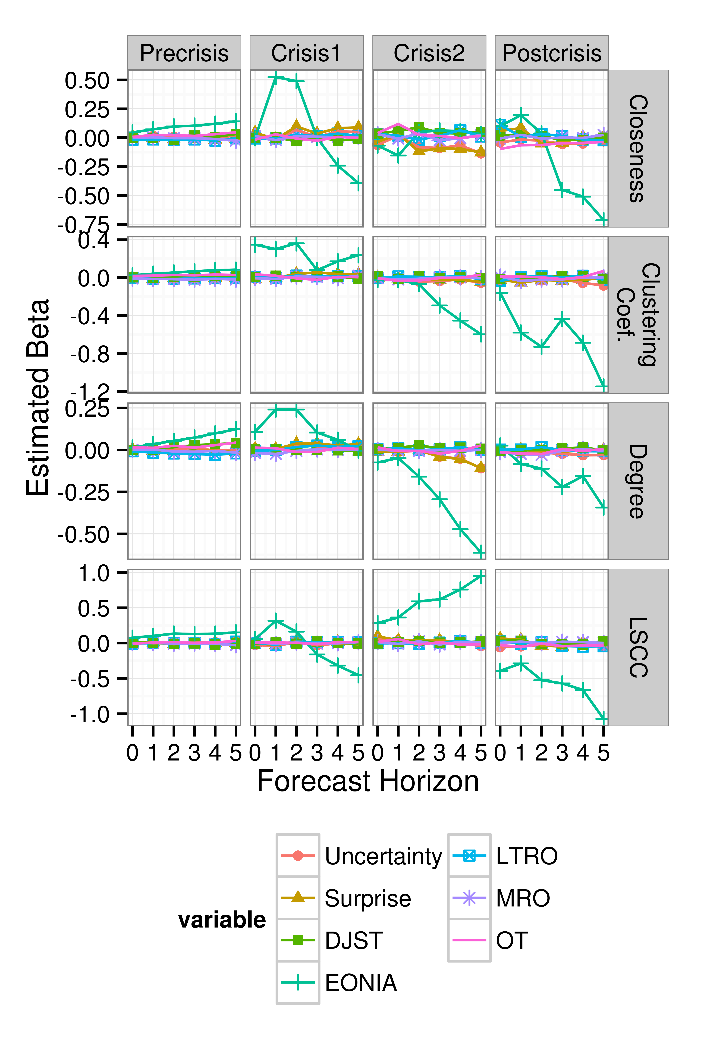 Precrisis Crisis1 Crisis2 Postcrisis
0.50
0.25
0.00
-0.25
-0.50
-0.75
Closeness
0.4
0.0
-0.4
-0.8
-1.2
Clustering
Coef.
Estimated Beta
0.25
0.00
-0.25
-0.50
Degree
1.0
0.5
0.0
-0.5
-1.0
LSCC
0 1 2 3 4 5 0 1 2 3 4 5 0 1 2 3 4 5 0 1 2 3 4 5
Forecast Horizon
variable
Uncertainty
Surprise
DJST
EONIA
LTRO
MRO
OT